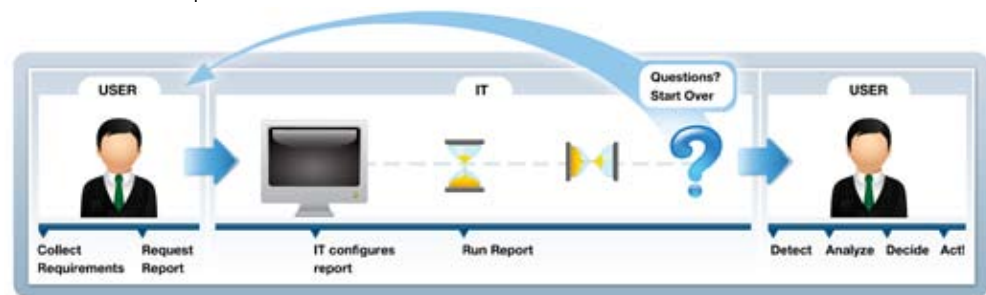 USER
IT
Questions?
Start Over
USER
Collect
Requirements
Request
Report
IT configures
report
Run Report
Detect
Analyze
Decide
Act!